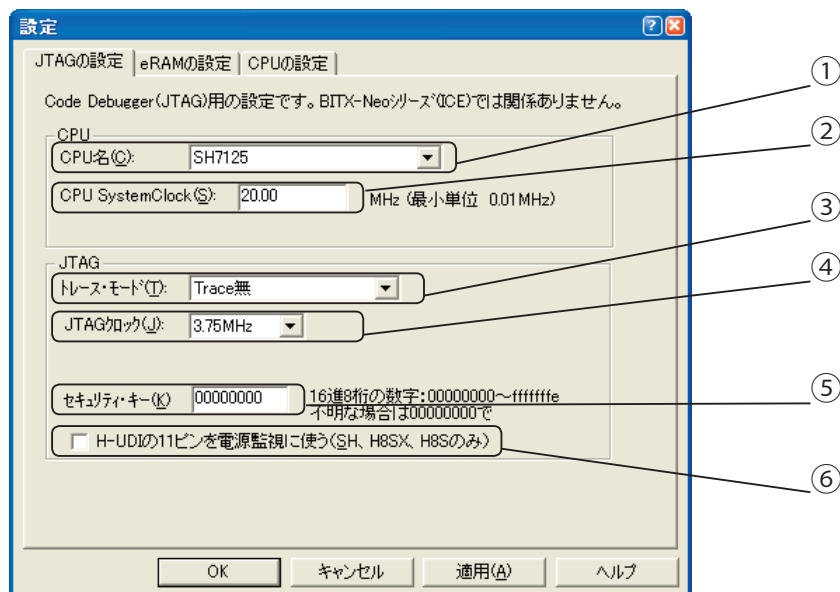 設定
JTAGの設定 eRAMの設定 CPUの設定
Code Debugger(JTAG)用の設定です。BITX-Neoシリーズ(ICE)では関係ありません。
CPU
CPU名(C): SH7125
CPU SystemClock(S): 20.00 MHz (最小単位 0.01MHz)
JTAG
トレース・モード(T): Trace無
JTAGクロック(J): 3.75MHz
セキュリティ・キー(K) 00000000 16進8桁の数字:00000000～fffffffe
不明な場合は00000000で
H-UDIの11ピンを電源監視に使う(SH、H8SX、H8Sのみ)
OK キャンセル 適用(A) ヘルプ
①
②
③
④
⑤
⑥